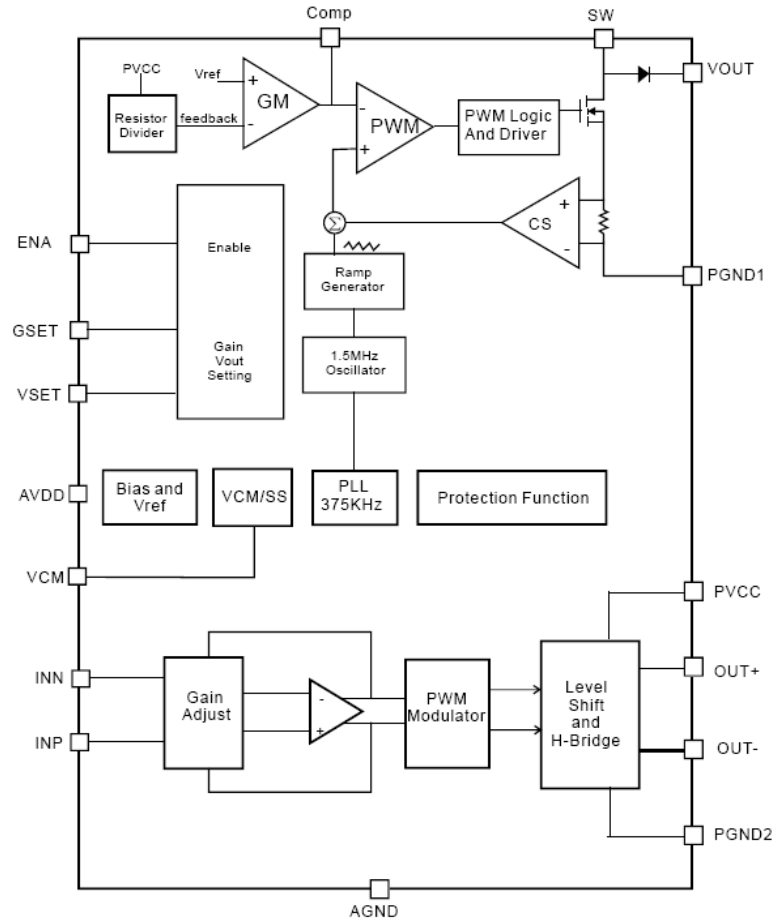 Comp
SW
PVCC
Vref
+
GM
-
Resistor
Divider
feedback
-
PWM
+
PWM Logic
And Driver
VOUT
ENA
Enable
Σ
+
CS
-
PGND1
Ramp
Generator
GSET
Gain
Vout
Setting
VSET
1.5MHz
Oscillator
AVDD
Bias and
Vref
VCM/SS
PLL
375KHz
Protection Function
VCM
PVCC
INN
Gain
Adjust
-
+
PWM
Modulator
Level
Shift
and
H-Bridge
OUT+
INP
OUT-
PGND2
AGND